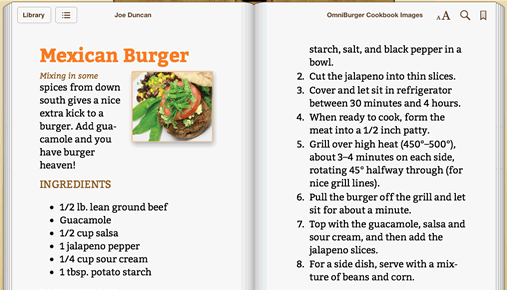 Library
Joe Duncan
OmniBurger Cookbook Images
AA
Mexican Burger
Mixing in some
spices from down
south gives a nice
extra kick to a
burger. Add gua-
camole and you
have burger
heaven!
INGREDIENTS
• 1/2 lb. lean ground beef
• Guacamole
• 1/2 cup salsa
• 1 jalapeno pepper
• 1/4 cup sour cream
• 1 tbsp. potato starch
starch, salt, and black pepper in a
bowl.
2. Cut the jalapeno into thin slices.
3. Cover and let sit in refrigerator
between 30 minutes and 4 hours.
4. When ready to cook, form the
meat into a 1/2 inch patty.
5. Grill over high heat (450°–500°),
about 3–4 minutes on each side,
rotating 45° halfway through (for
nice grill lines).
6. Pull the burger off the grill and let
sit for about a minute.
7. Top with the guacamole, salsa and
sour cream, and then add the
jalapeno slices.
8. For a side dish, serve with a mix-
ture of beans and corn.